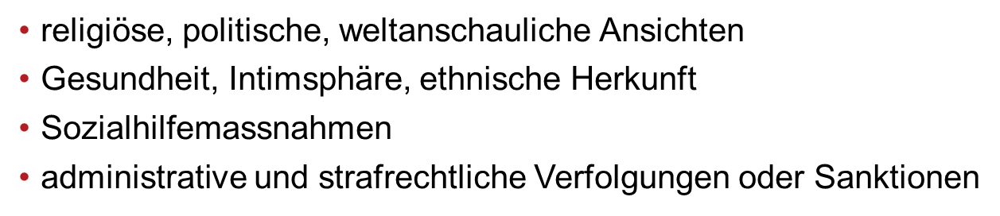 • religiöse, politische, weltanschauliche Ansichten
• Gesundheit, Intimsphäre, ethnische Herkunft
• Sozialhilfemassnahmen
• administrative und strafrechtliche Verfolgungen oder Sanktionen